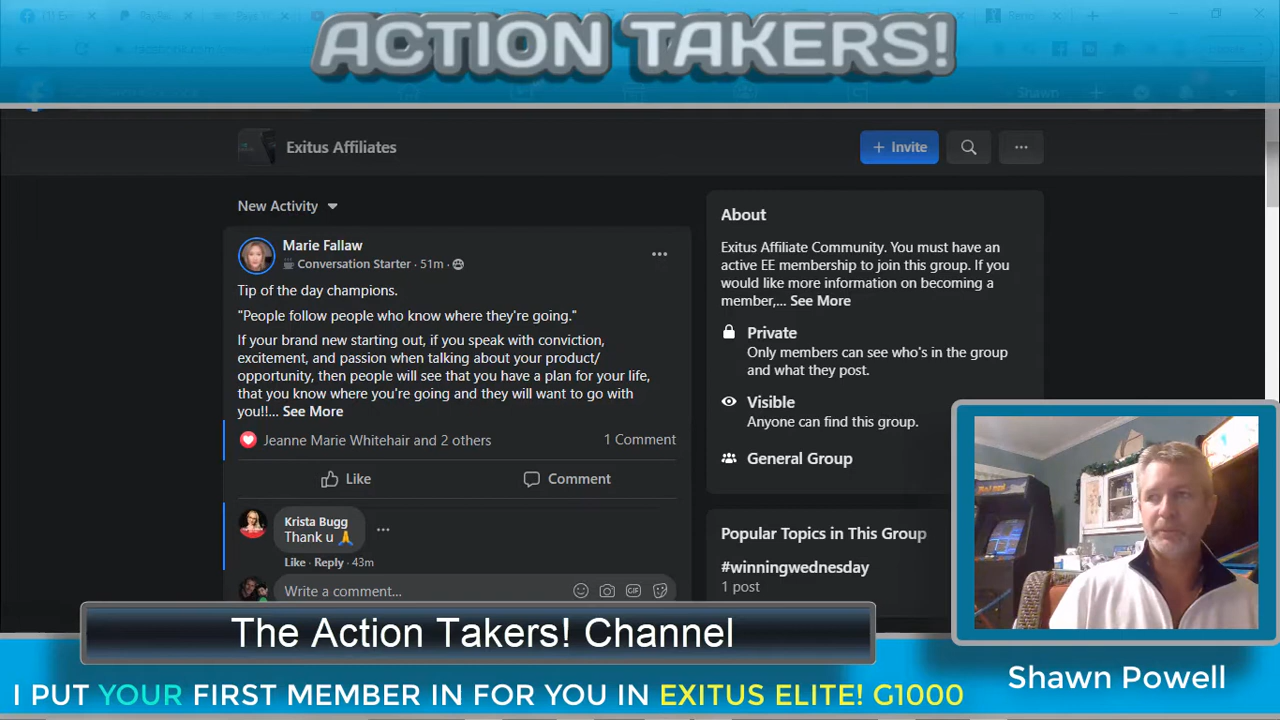 ACTION TAKERS!
Exitus Affiliates
+ Invite
New Activity
Marie Fallaw
Conversation Starter · 51m ·
Tip of the day champions.
"People follow people who know where they're going."
If your brand new starting out, if you speak with conviction,
excitement, and passion when talking about your product/
opportunity, then people will see that you have a plan for your life,
that you know where you're going and they will want to go with
you!!... See More
Jeanne Marie Whitehair and 2 others
1 Comment
Like
Comment
Krista Bugg
Thank u 🙏
Like · Reply · 43m
Write a comment...
GIF
About
Exitus Affiliate Community. You must have an
active EE membership to join this group. If you
would like more information on becoming a
member,... See More
Private
Only members can see who's in the group
and what they post.
Visible
Anyone can find this group.
General Group
Popular Topics in This Group
#winningwednesday
1 post
The Action Takers! Channel
Shawn Powell
I PUT YOUR FIRST MEMBER IN FOR YOU IN EXITUS ELITE! G1000